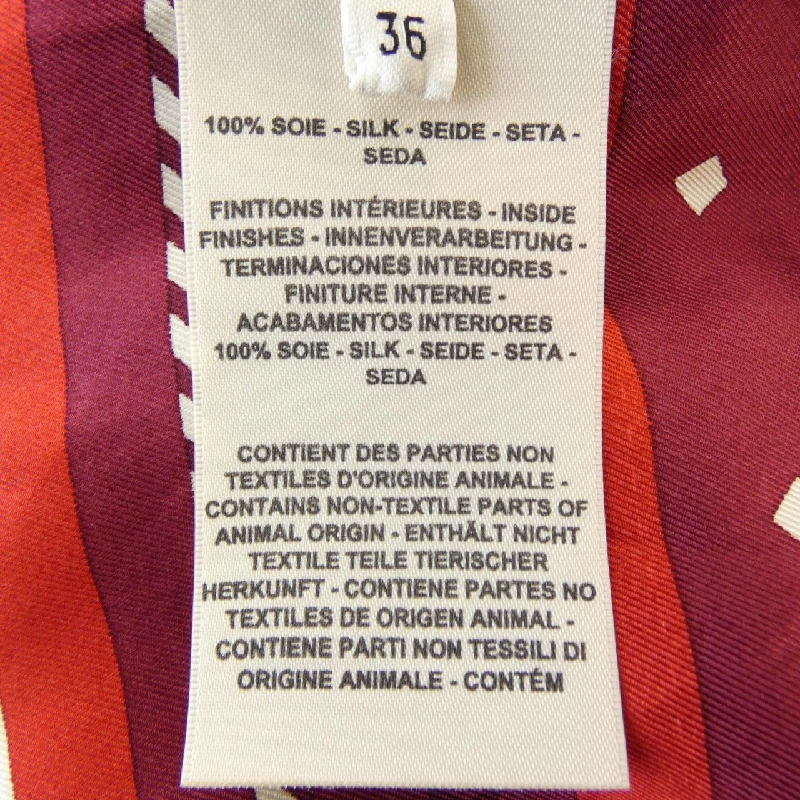 36
100% SOIE - SILK - SEIDE - SETA -
SEDA
FINITIONS INTÉRIEURES - INSIDE
FINISHES - INNENVERARBEITUNG -
TERMINACIONES INTERIORES -
FINITURE INTERNE -
ACABAMENTOS INTERIORES
100% SOIE - SILK - SEIDE - SETA -
SEDA
CONTIENT DES PARTIES NON
TEXTILES D'ORIGINE ANIMALE -
CONTAINS NON-TEXTILE PARTS OF
ANIMAL ORIGIN - ENTHÄLT NICHT
TEXTILE TEILE TIERISCHER
HERKUNFT - CONTIENE PARTES NO
TEXTILES DE ORIGEN ANIMAL -
CONTIENE PARTI NON TESSILI DI
ORIGINE ANIMALE - CONTÉM